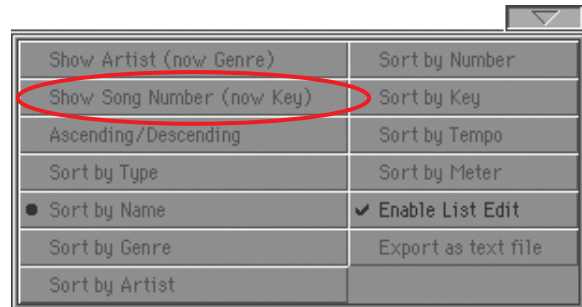 Show Artist (now Genre)
Show Song Number (now Key)
Ascending/Descending
Sort by Type
Sort by Name
Sort by Genre
Sort by Artist
Sort by Number
Sort by Key
Sort by Tempo
Sort by Meter
Enable List Edit
Export as text file